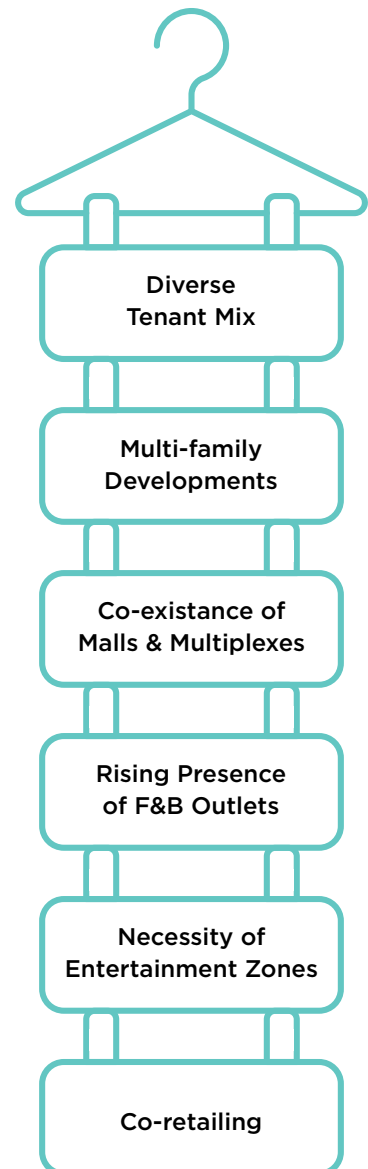 Diverse
Tenant Mix
Multi-family
Developments
Co-existance of
Malls & Multiplexes
Rising Presence
of F&B Outlets
Necessity of
Entertainment Zones
Co-retailing